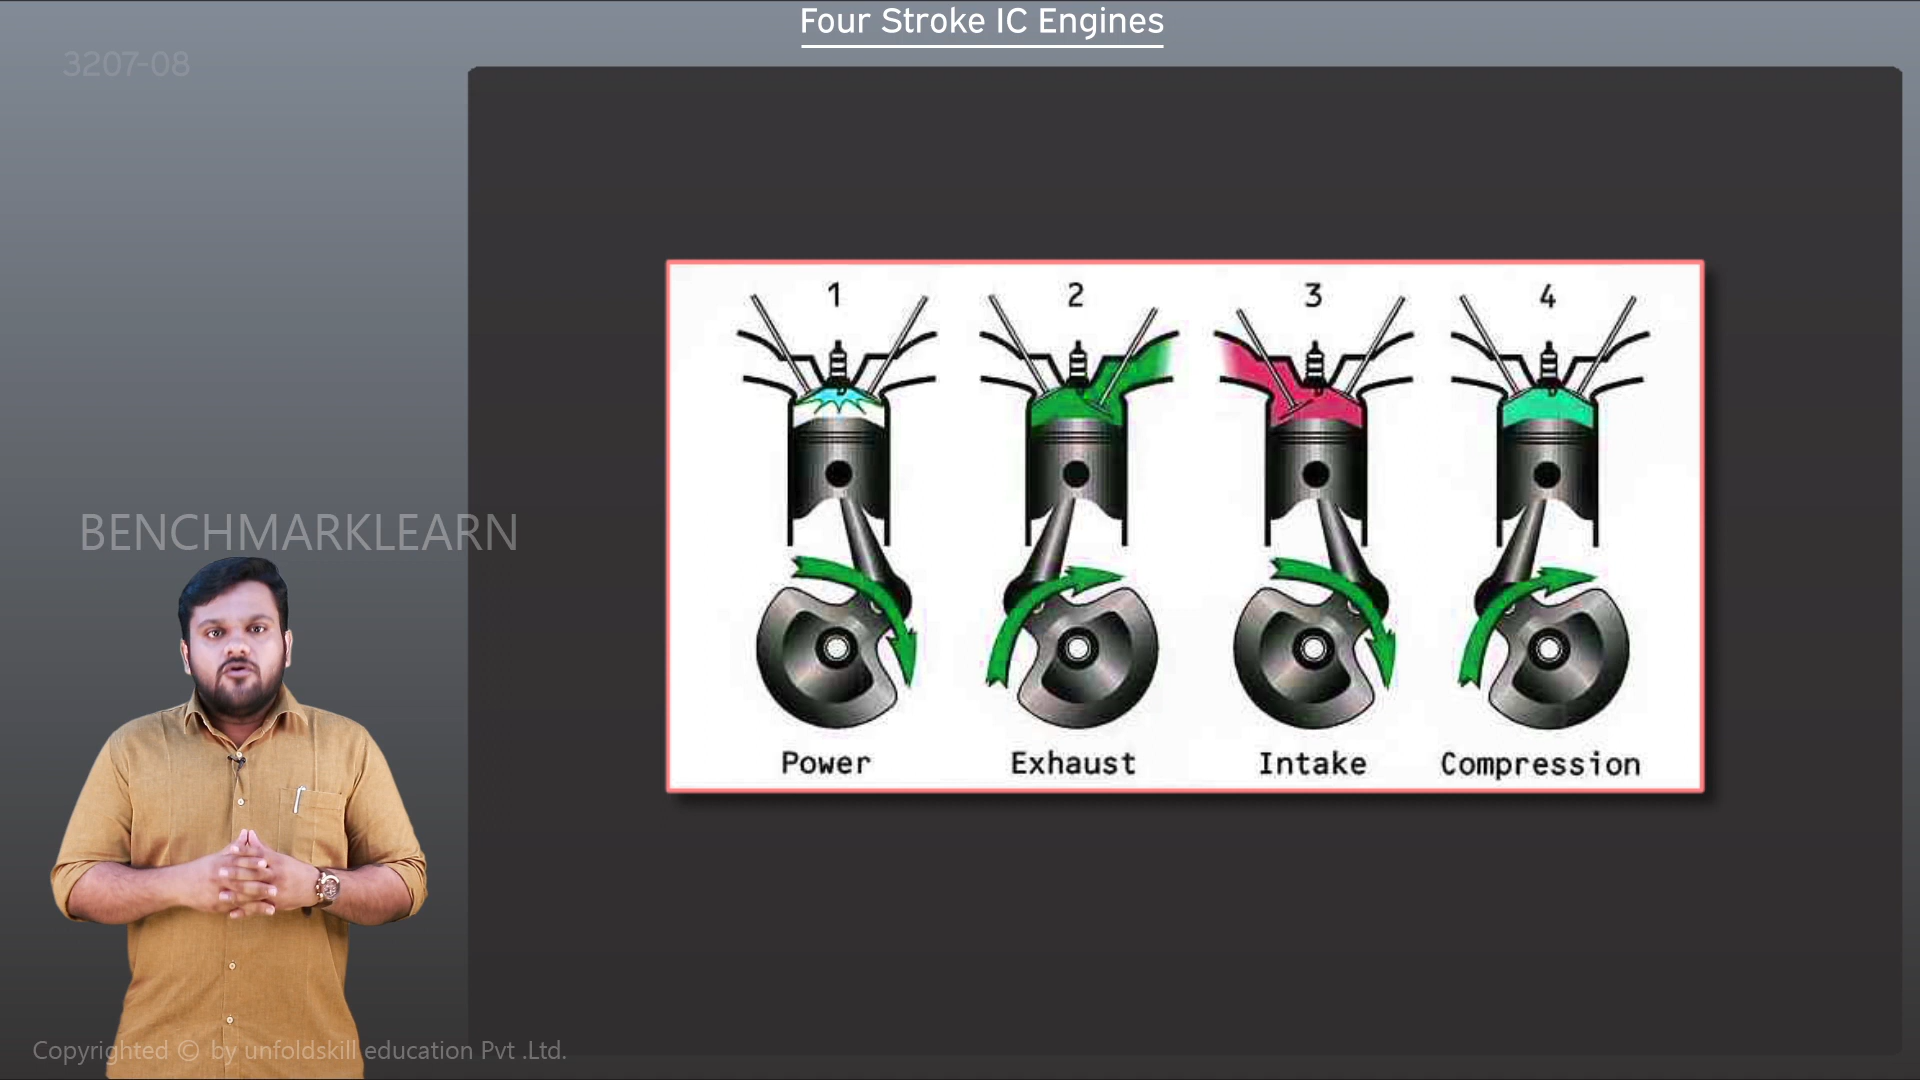 Four Stroke IC Engines
3207-08
1
2
3
4
BENCHMARKLEARN
Power
Exhaust
Intake
Compression
Copyrighted © by unfoldskill education Pvt .Ltd.